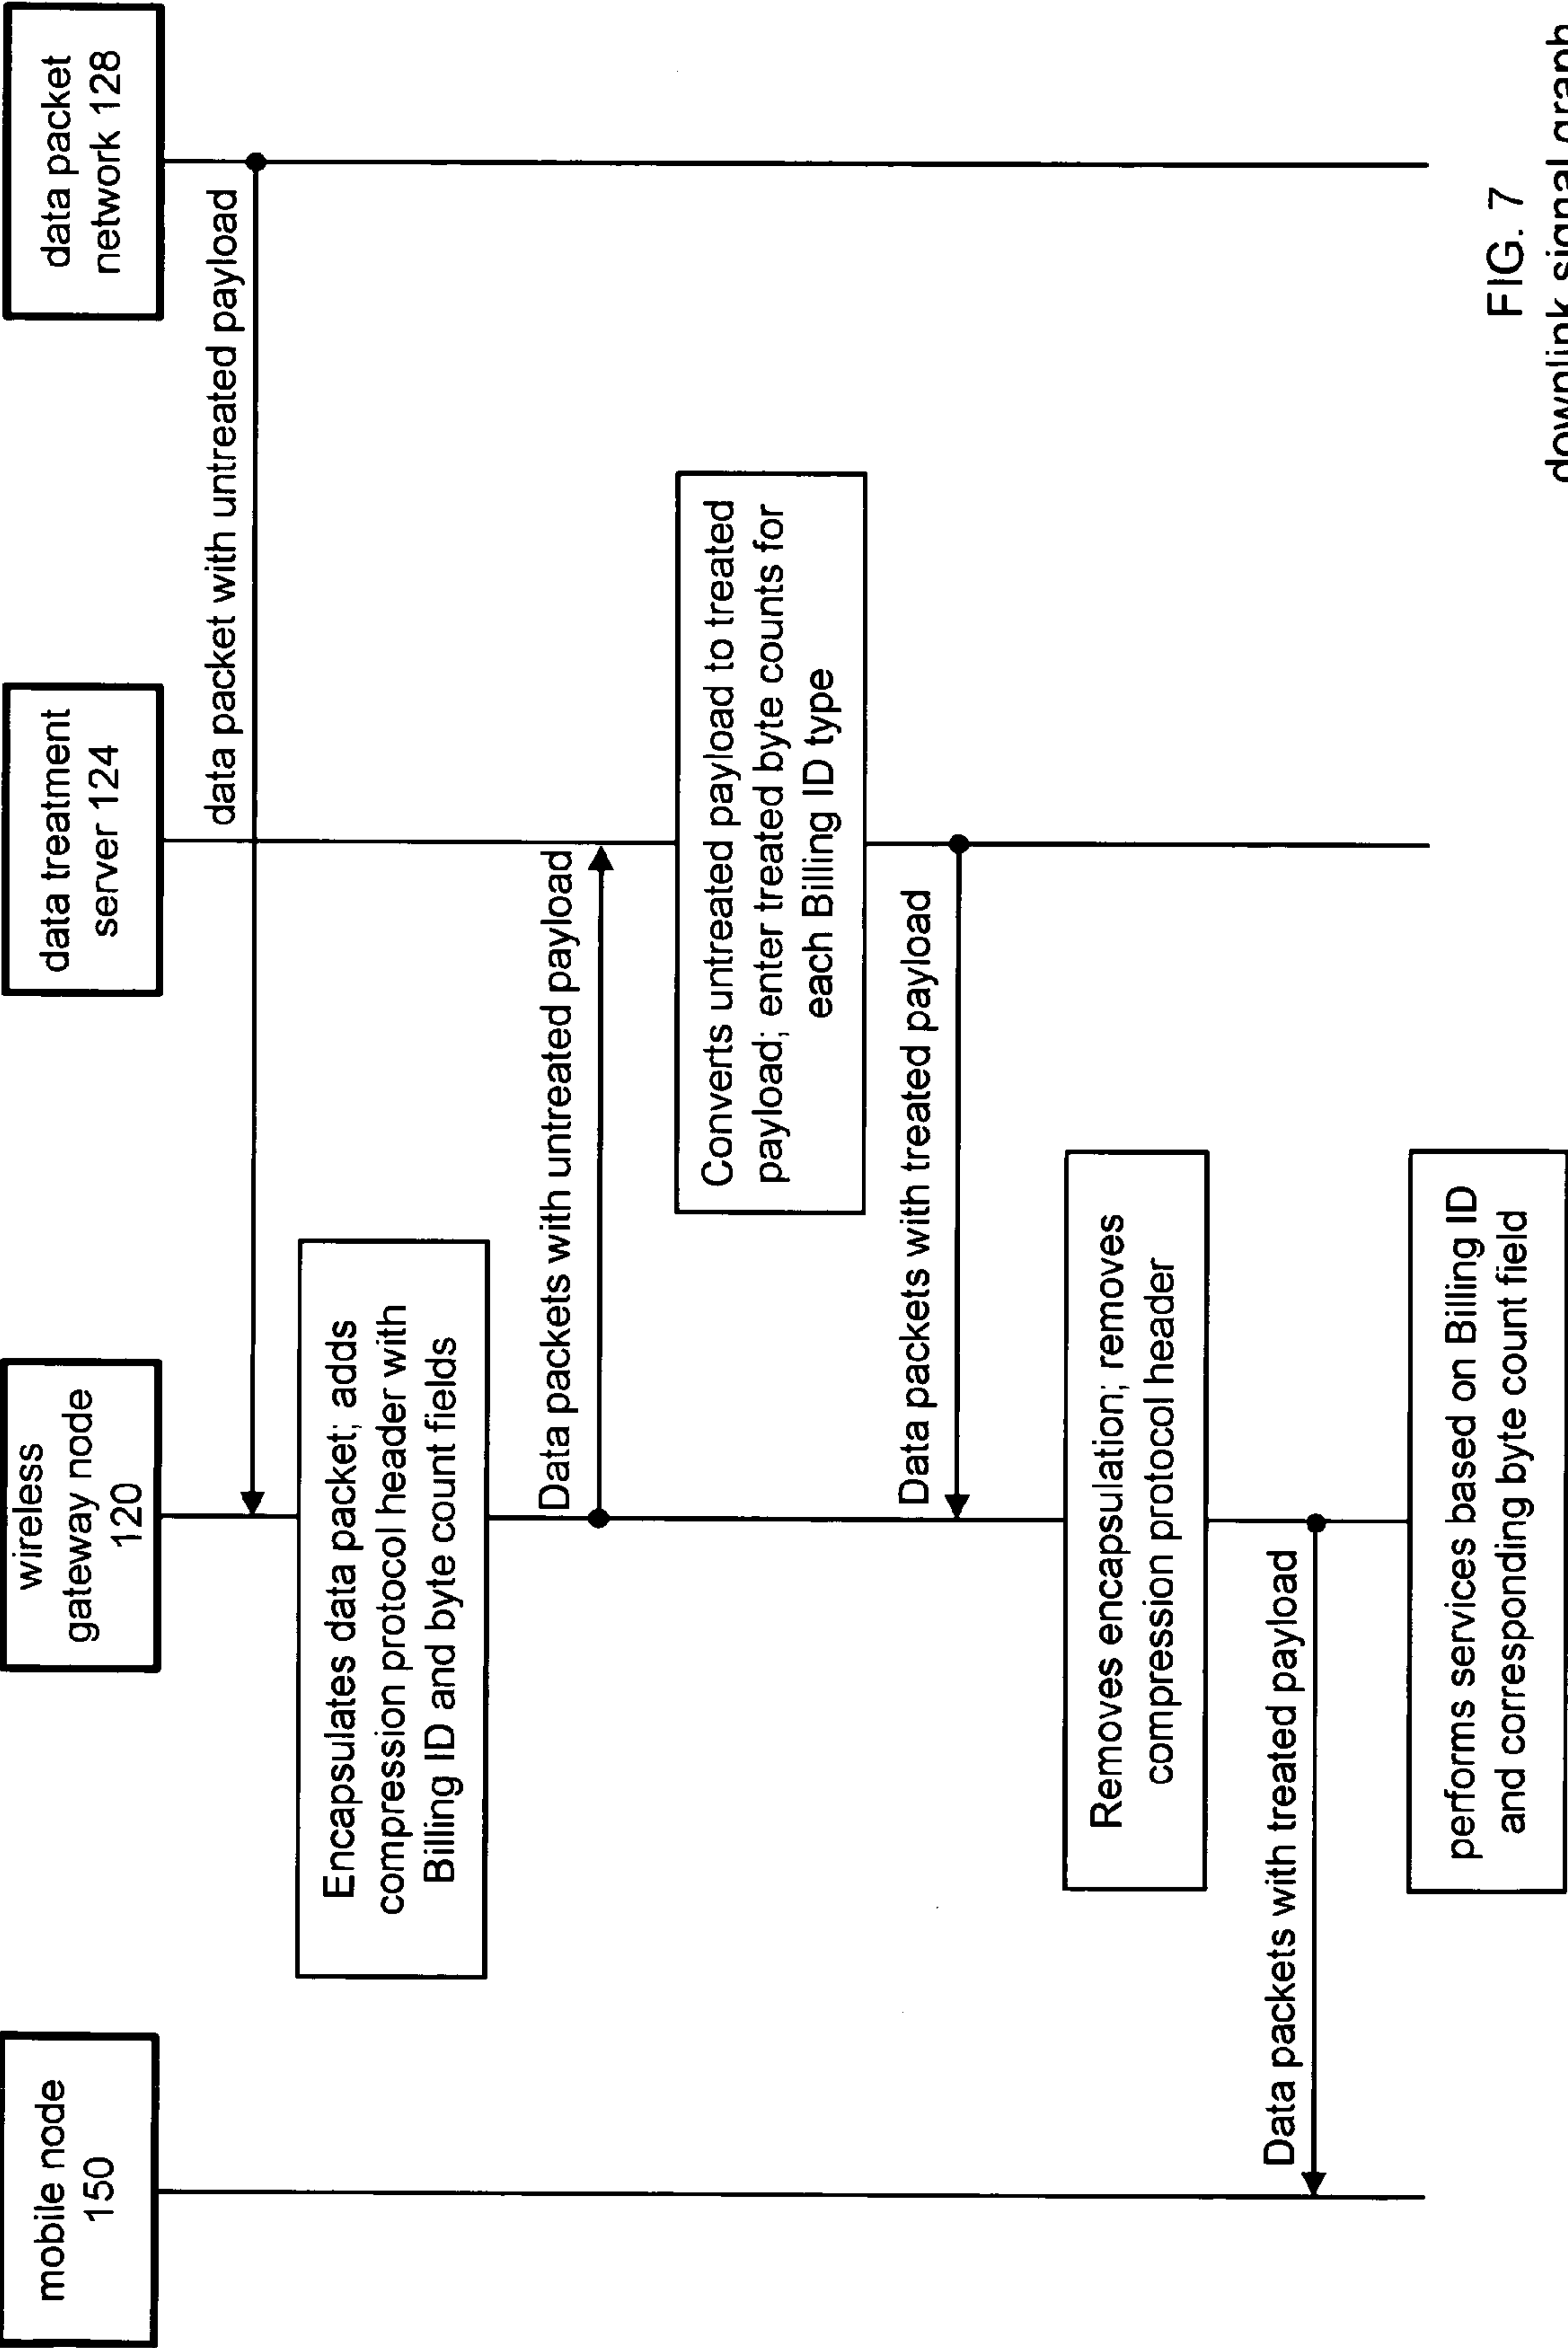 mobile node
150
wireless
gateway node
120
data treatment
server 124
data packet
network 128
data packet with untreated payload
Encapsulates data packet; adds
compression protocol header with
Billing ID and byte count fields
Data packets with untreated payload
Converts untreated payload to treated
payload; enter treated byte counts for
each Billing ID type
Data packets with treated payload
Removes encapsulation; removes
compression protocol header
Data packets with treated payload
performs services based on Billing ID
and corresponding byte count field
FIG. 7
downlink signal graph